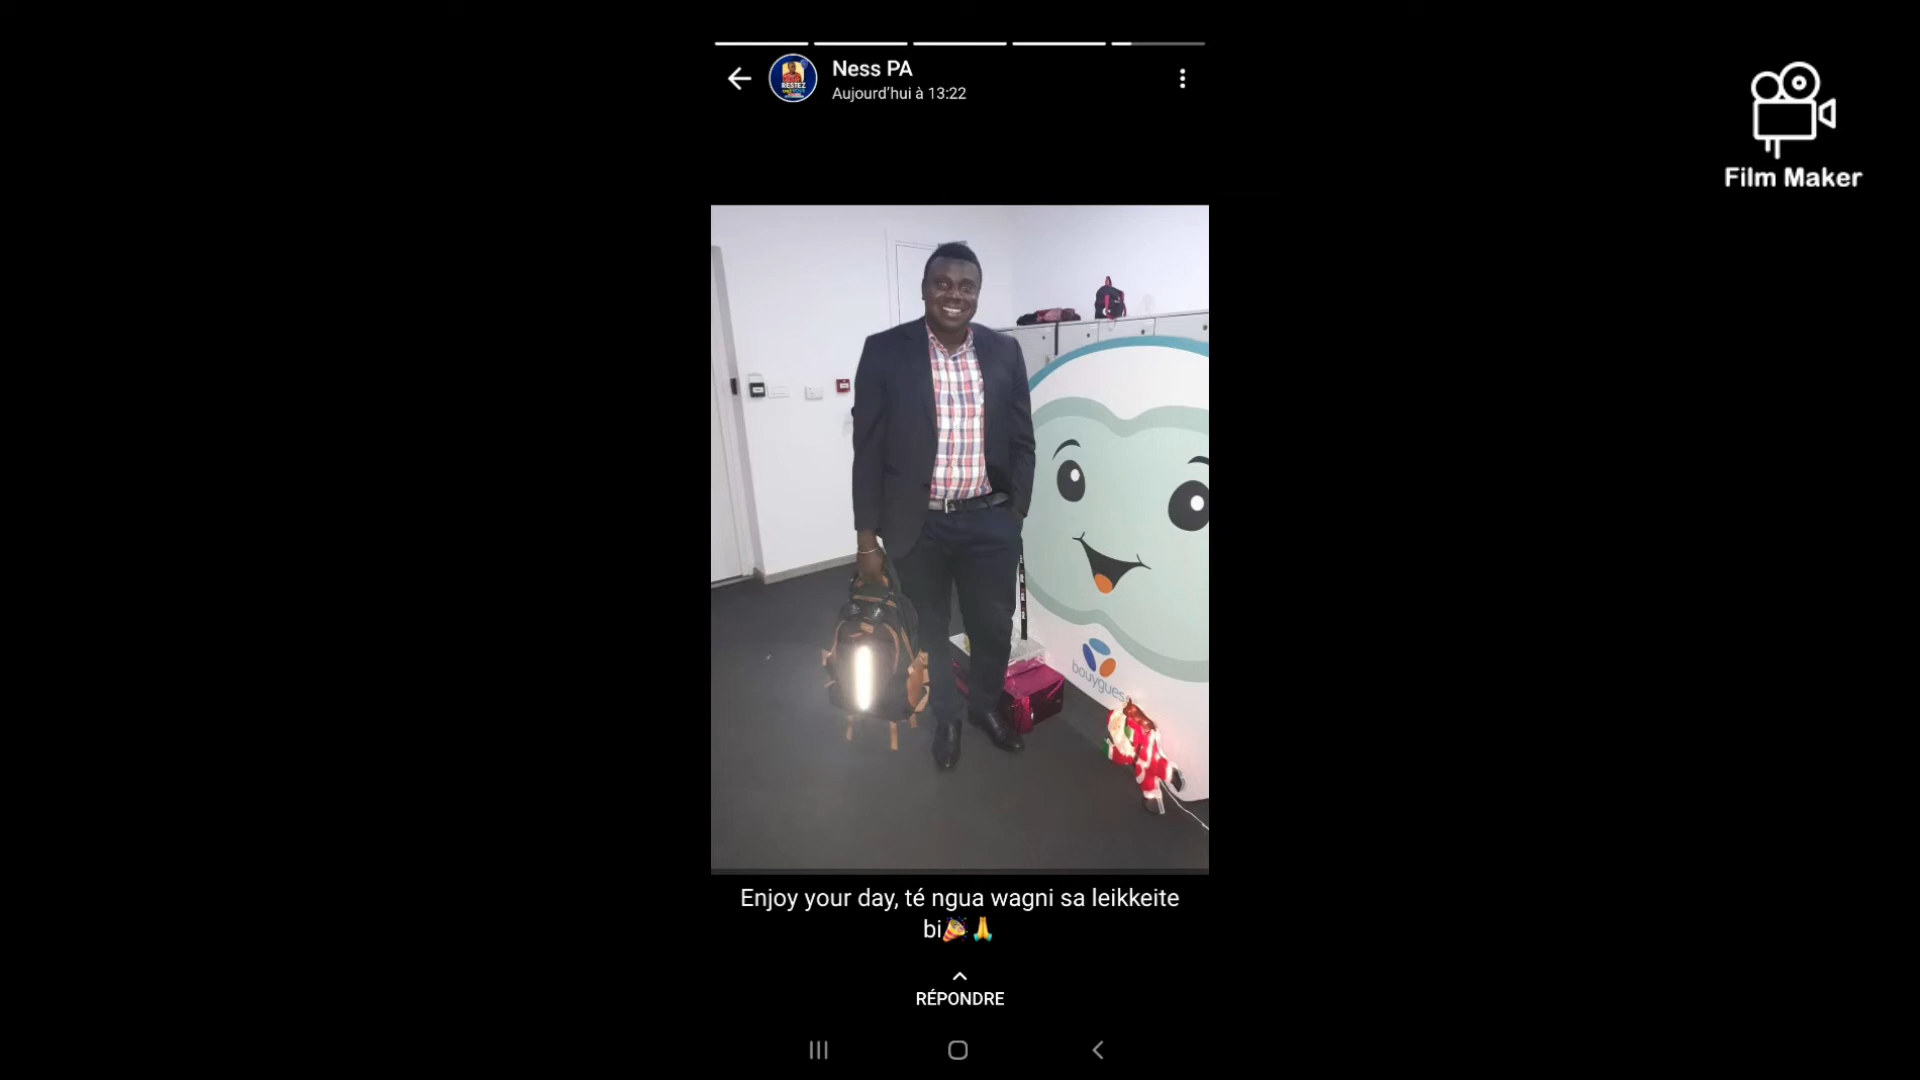 Ness PA
Aujourd'hui à 13:22
RESTEZ
Film Maker
bouygues
Enjoy your day, té ngua wagni sa leikkeite
bi🎉🙏
RÉPONDRE